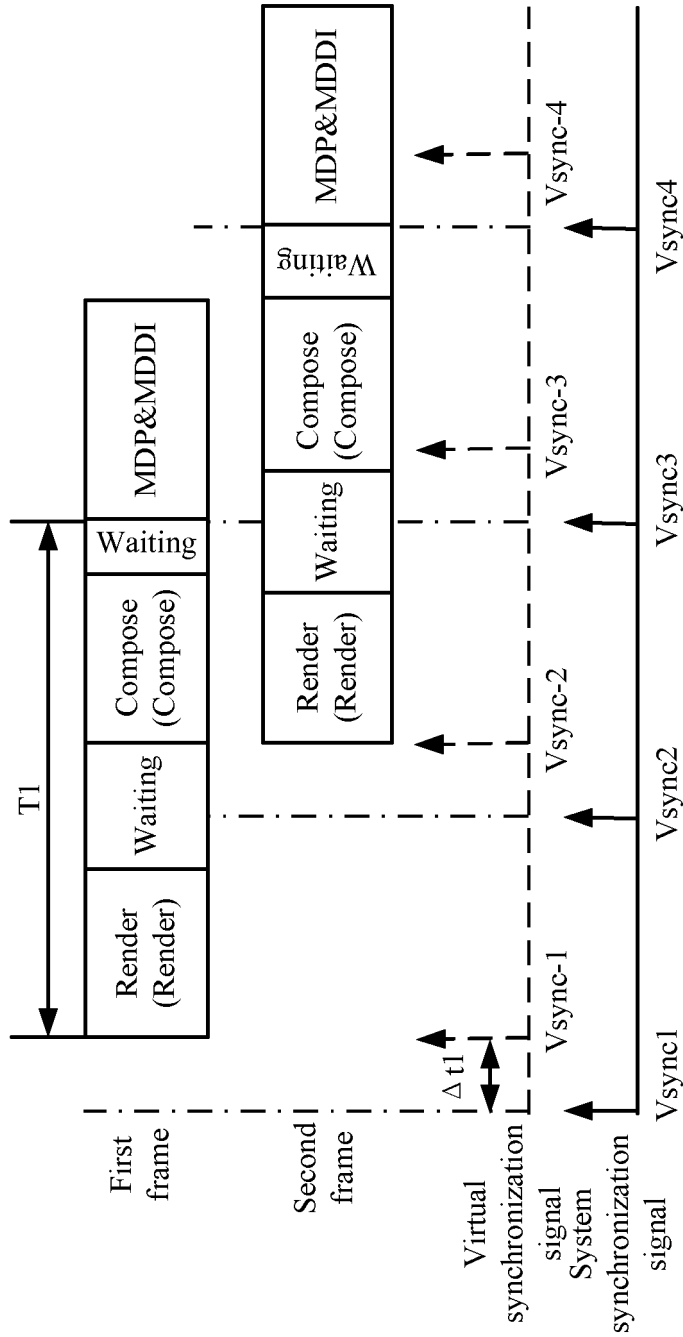 T1
First
frame
Render
(Render)
Waiting
Compose
(Compose)
Waiting
MDP&MDDI
Second
frame
Render
(Render)
Waiting
Compose
(Compose)
Waiting
MDP&MDDI
Δt1
Virtual
synchronization
signal
Vsync-1
Vsync-2
Vsync-3
Vsync-4
System
synchronization
signal
Vsync1
Vsync2
Vsync3
Vsync4